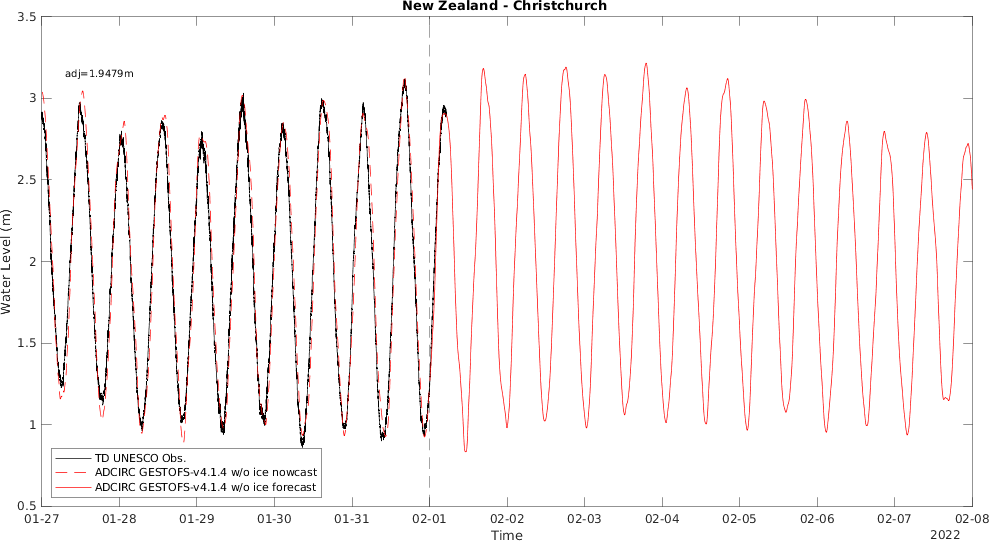 New Zealand - Christchurch
3.5
adj=1.9479m
3
2.5
2
1.5
1
0.5
Water Level (m)
TD UNESCO Obs.
ADCIRC GESTOFS-v4.1.4 w/o ice nowcast
ADCIRC GESTOFS-v4.1.4 w/o ice forecast
01-27 01-28 01-29 01-30 01-31 02-01 02-02 02-03 02-04 02-05 02-06 02-07 02-08
Time
2022